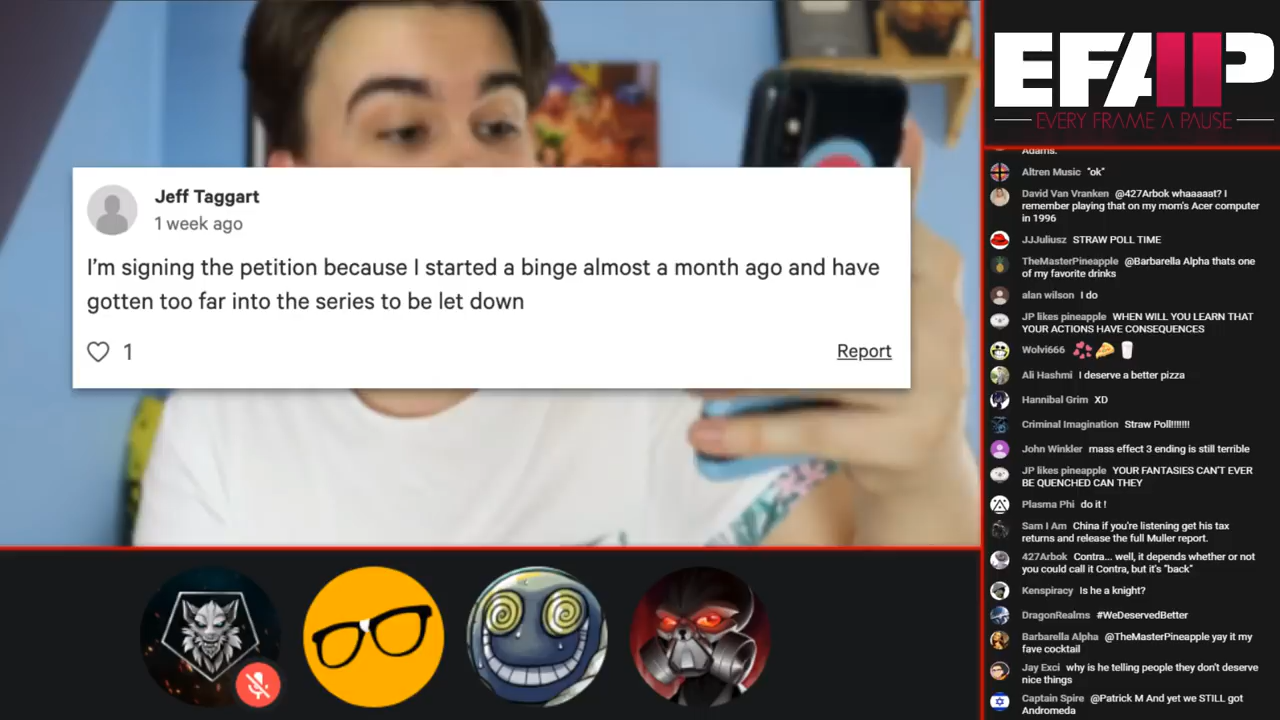 Jeff Taggart
1 week ago
I'm signing the petition because I started a binge almost a month ago and have
gotten too far into the series to be let down
1
Report
EFAP
EVERY FRAME A PAUSE
Adams.
Altren Music "ok"
David Van Vranken @427Arbok whaaaaat? I
remember playing that on my mom's Acer computer
in 1996
JJJuliusz STRAW POLL TIME
TheMasterPineapple @Barbarella Alpha thats one
of my favorite drinks
alan wilson I do
JP likes pineapple WHEN WILL YOU LEARN THAT
YOUR ACTIONS HAVE CONSEQUENCES
Wolvi666 💞🍕🥛
Ali Hashmi I deserve a better pizza
Hannibal Grim XD
Criminal Imagination Straw Poll!!!!!!!
John Winkler mass effect 3 ending is still terrible
JP likes pineapple YOUR FANTASIES CAN'T EVER
BE QUENCHED CAN THEY
Plasma Phi do it !
Sam I Am China if you're listening get his tax
returns and release the full Muller report.
427Arbok Contra... well, it depends whether or not
you could call it Contra, but it's *back*
Kenspiracy Is he a knight?
DragonRealms #WeDeservedBetter
Barbarella Alpha @TheMasterPineapple yay it my
fave cocktail
Jay Exci why is he telling people they don't deserve
nice things
Captain Spire @Patrick M And yet we STILL got
Andromeda